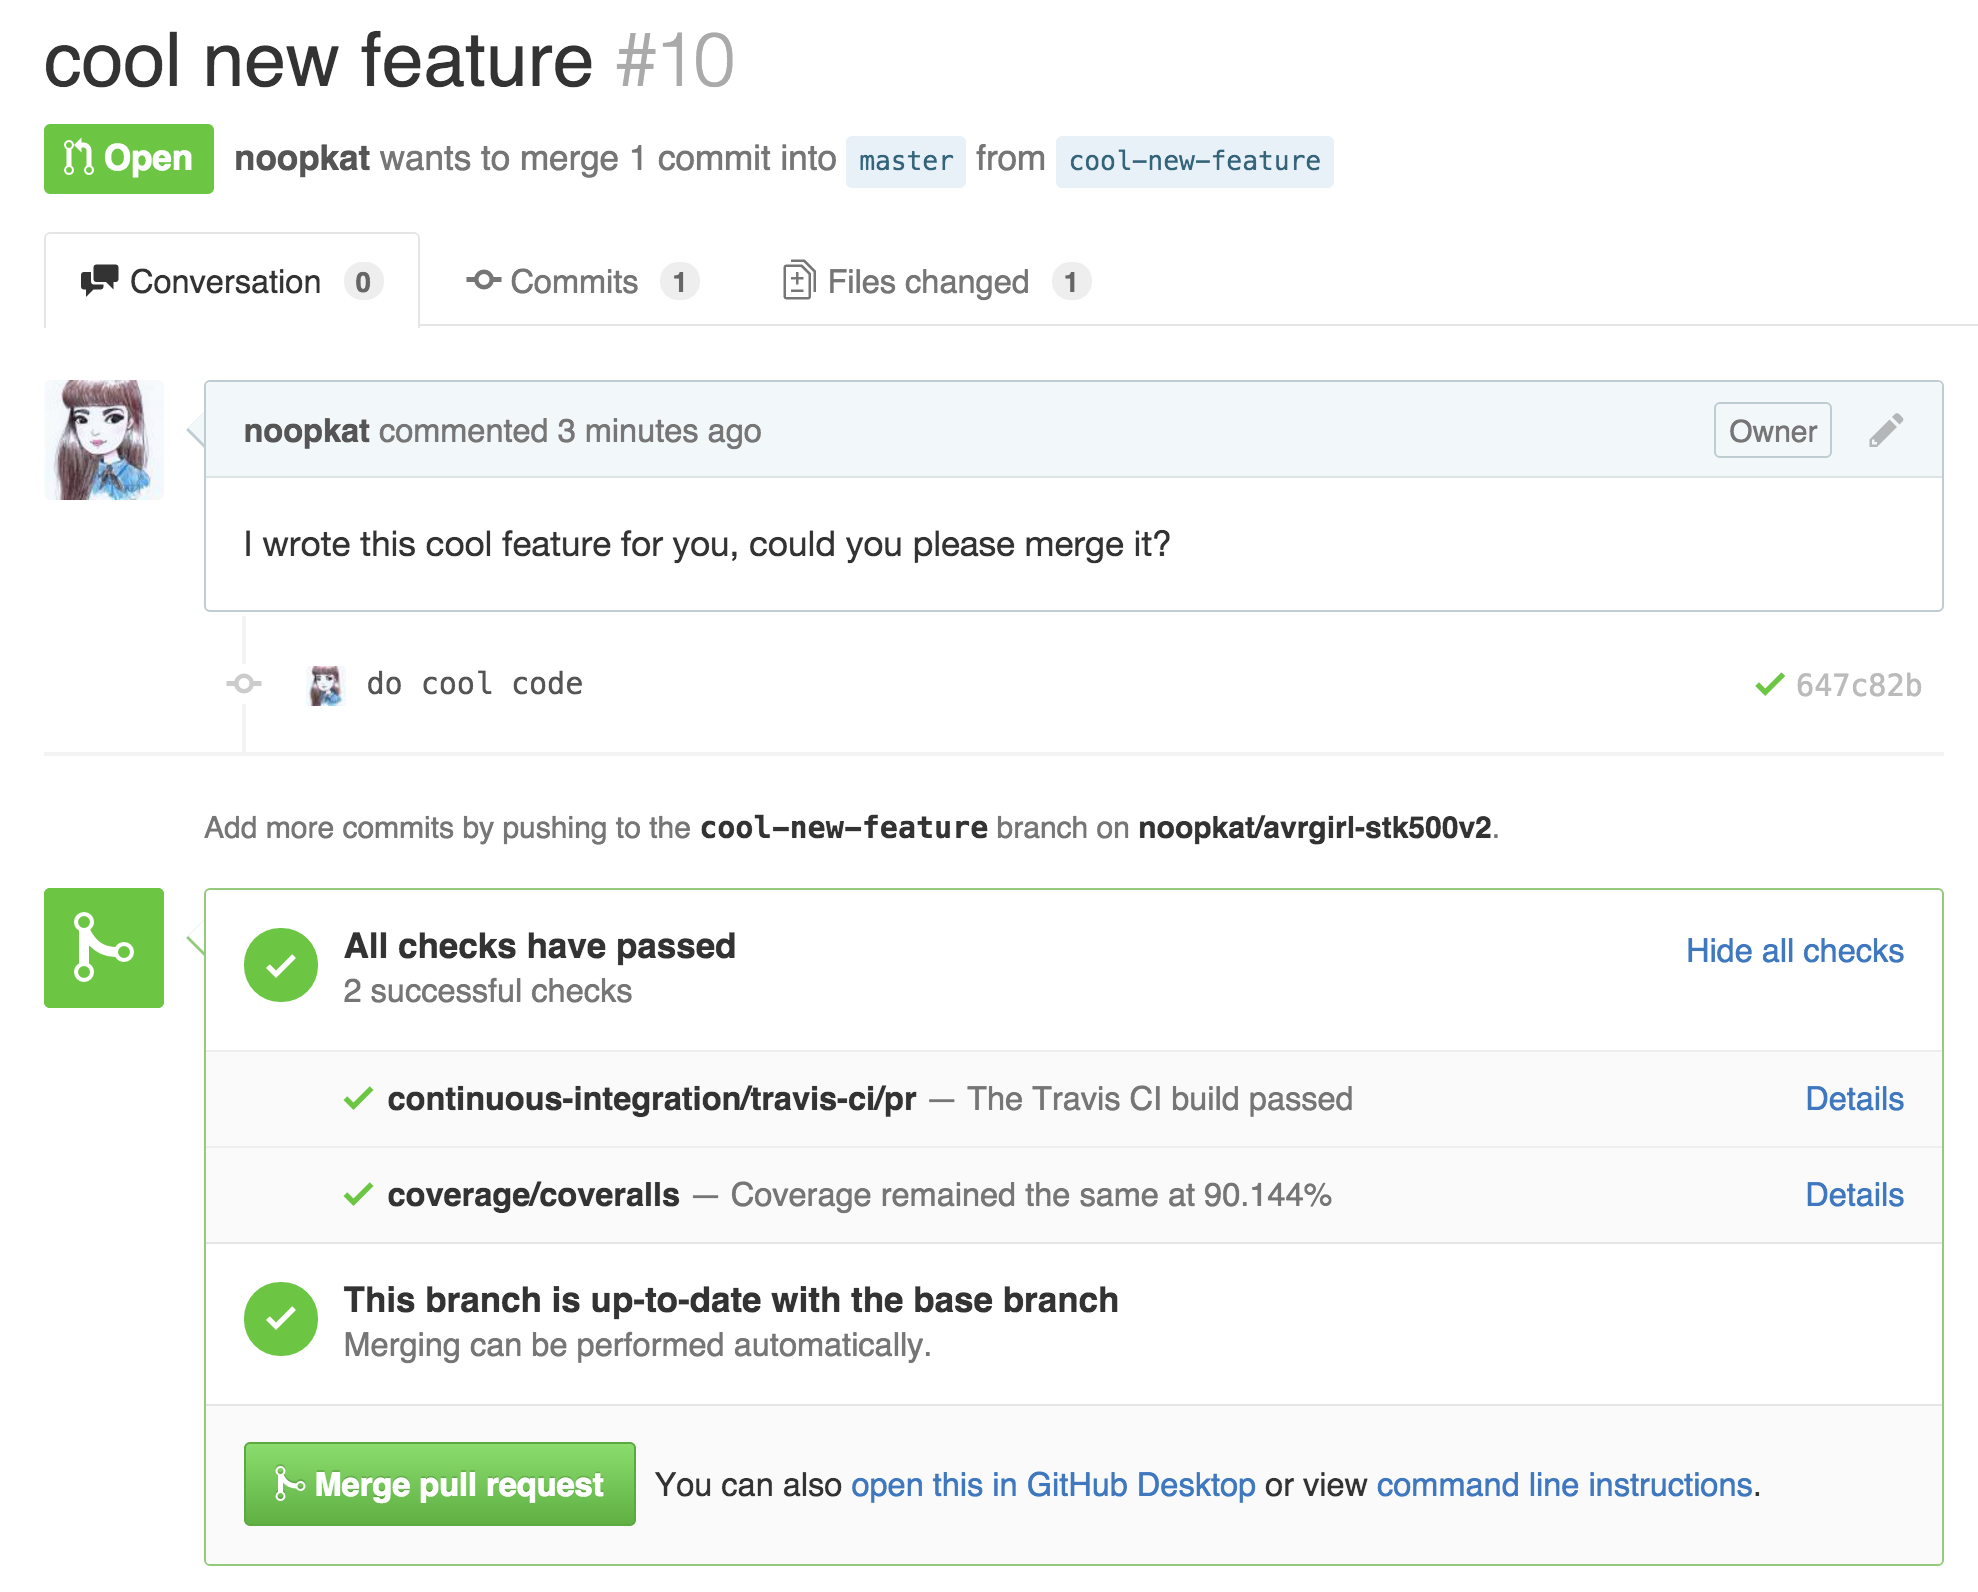 cool new feature #10
Open noopkat wants to merge 1 commit into master from cool-new-feature
Conversation 0 Commits 1 Files changed 1
noopkat commented 3 minutes ago Owner
I wrote this cool feature for you, could you please merge it?
do cool code 647c82b
Add more commits by pushing to the cool-new-feature branch on noopkat/avrgirl-stk500v2.
All checks have passed
Hide all checks
2 successful checks
continuous-integration/travis-ci/pr — The Travis CI build passed Details
coverage/coveralls — Coverage remained the same at 90.144% Details
This branch is up-to-date with the base branch
Merging can be performed automatically.
Merge pull request You can also open this in GitHub Desktop or view command line instructions.